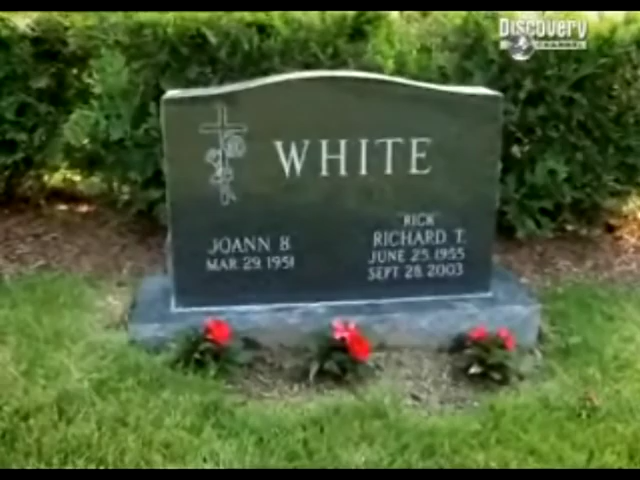 Discovery
CHANNEL
WHITE
JOANN B.
MAR. 29, 1951
"RICK"
RICHARD T.
JUNE 25, 1955
SEPT. 28, 2003